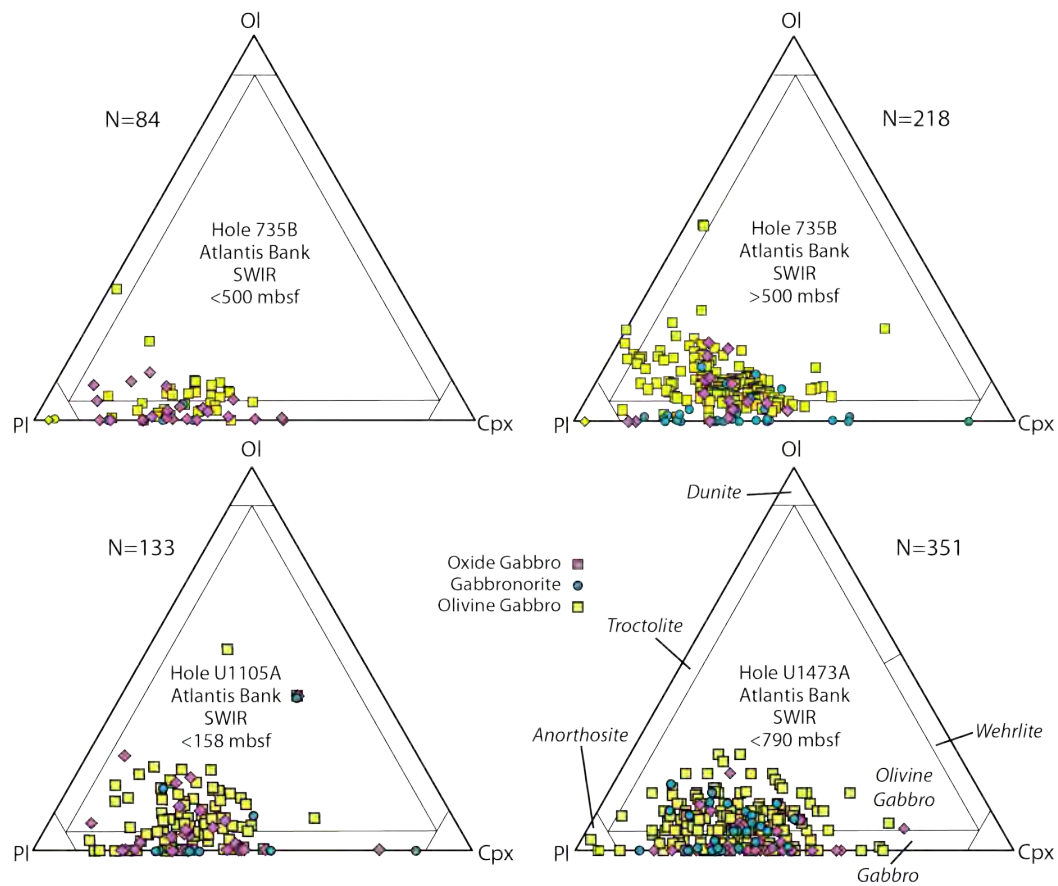 Ol
N=84
Hole 735B
Atlantis Bank
SWIR
<500 mbsf
Pl
Cpx
Ol
N=218
Hole 735B
Atlantis Bank
SWIR
>500 mbsf
Pl
Cpx
Ol
N=133
Hole U1105A
Atlantis Bank
SWIR
<158 mbsf
Pl
Cpx
Oxide Gabbro
Gabbronorite
Olivine Gabbro
Ol
Dunite
N=351
Troctolite
Hole U1473A
Atlantis Bank
SWIR
<790 mbsf
Anorthosite
Wehrlite
Olivine
Gabbro
Pl
Cpx
Gabbro